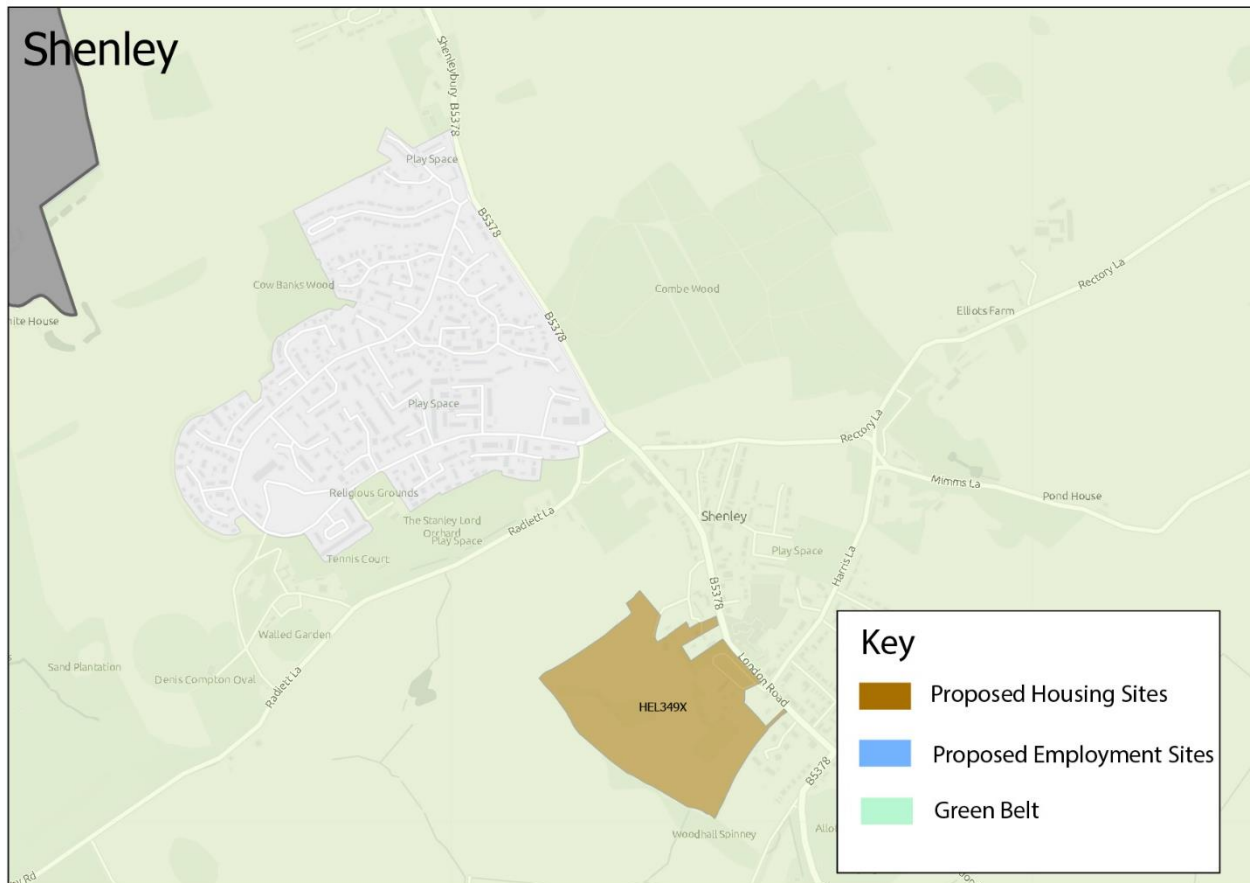 Shenley
Shenleybury B5378
Play Space
B5378
Cow Banks Wood
Combe Wood
Rectory La
Elliots Farm
B5378
Play Space
Rectory La
Mimms La
Pond House
Religious Grounds
The Stanley Lord
Orchard
Play Space
Radlett La
Shenley
Play Space
Tennis Court
Harris La
B5378
Walled Garden
Sand Plantation
Denis Compton Oval
Radlett La
London Road
HEL349X
B5378
Woodhall Spinney
Key
Proposed Housing Sites
Proposed Employment Sites
Green Belt